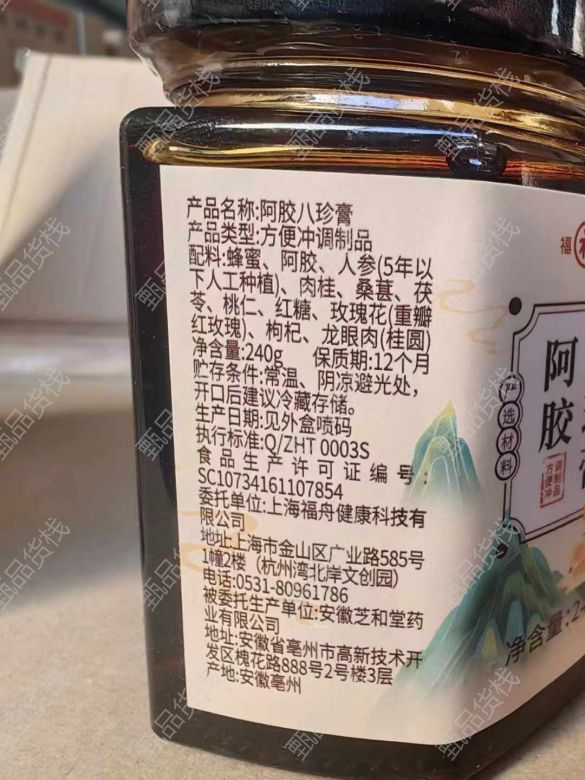 产品名称:阿胶八珍膏
产品类型:方便冲调制品
配料:蜂蜜、阿胶、人参(5年以
下人工种植)、肉桂、桑葚、茯
苓、桃仁、红糖、玫瑰花(重瓣
红玫瑰)、枸杞、龙眼肉(桂圆)
净含量:240g 保质期:12个月
贮存条件:常温、阴凉避光处，
开口后建议冷藏存储。
生产日期:见外盒喷码
执行标准:Q/ZHT 0003S
食品生产许可证编号:
SC10734161107854
委托单位:上海福舟健康科技有
限公司
地址:上海市金山区广业路585号
1幢2楼（杭州湾北岸文创园）
电话:0531-80961786
被委托生产单位:安徽芝和堂药
业有限公司
地址:安徽省亳州市高新技术开
发区槐花路888号2号楼3层
产地:安徽亳州
福
阿胶
严选材料
方便冲
调制品
净含量:2
甄品货栈